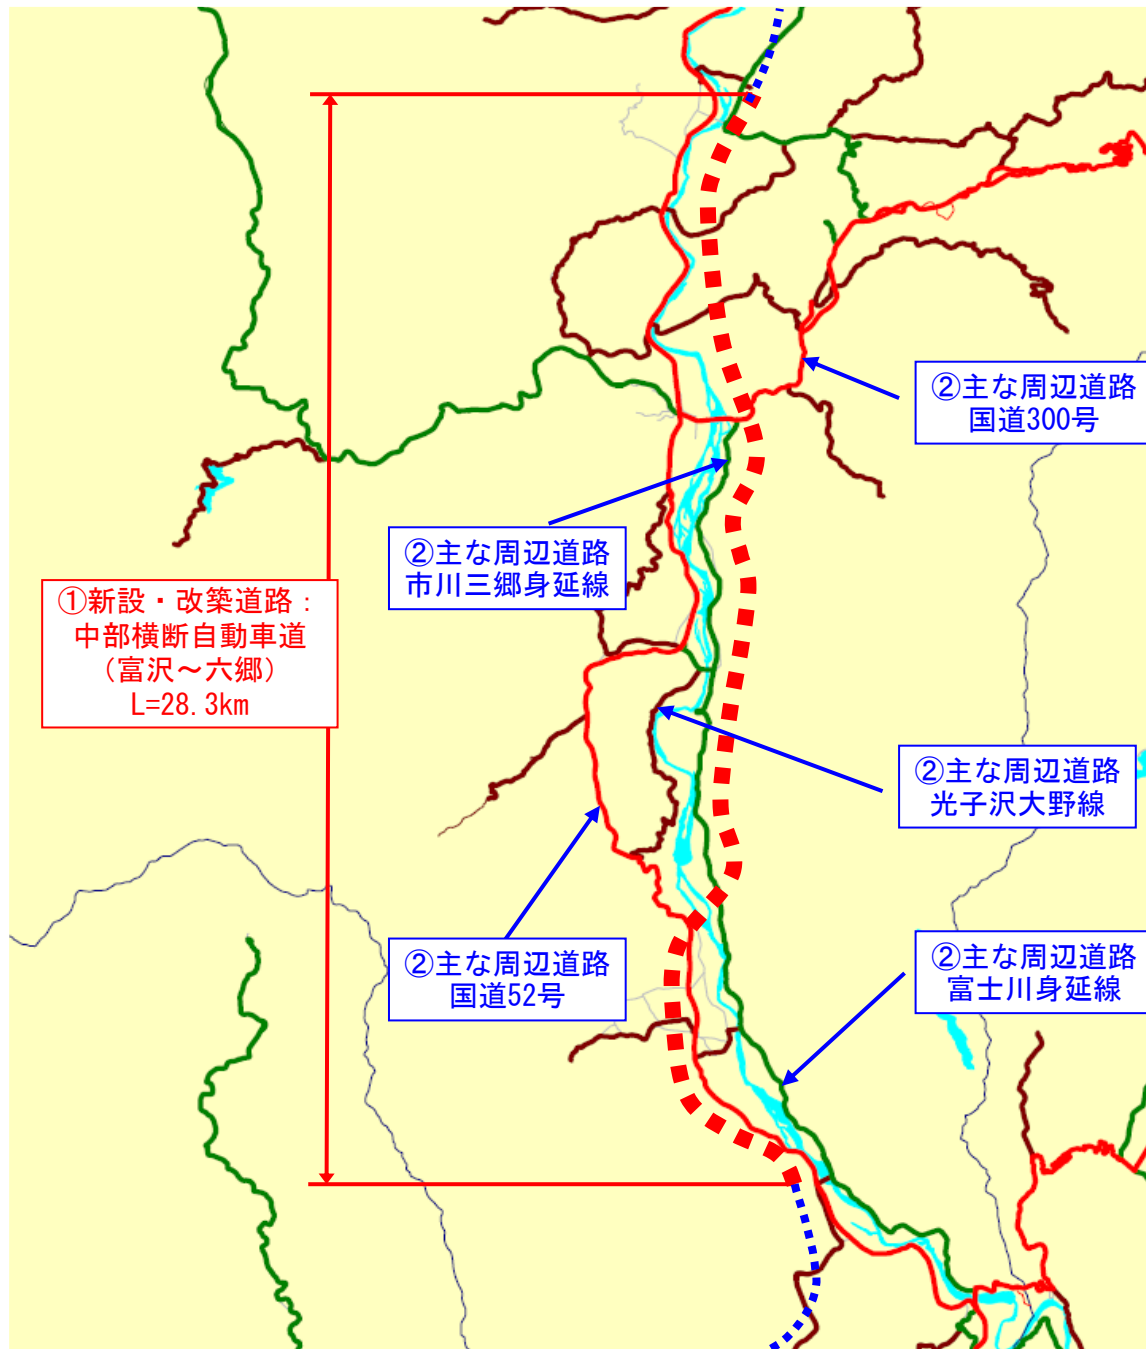 ②主な周辺道路
国道300号
②主な周辺道路
市川三郷身延線
①新設・改築道路：
中部横断自動車道
（富沢～六郷）
L=28.3km
②主な周辺道路
光子沢大野線
②主な周辺道路
国道52号
②主な周辺道路
富士川身延線